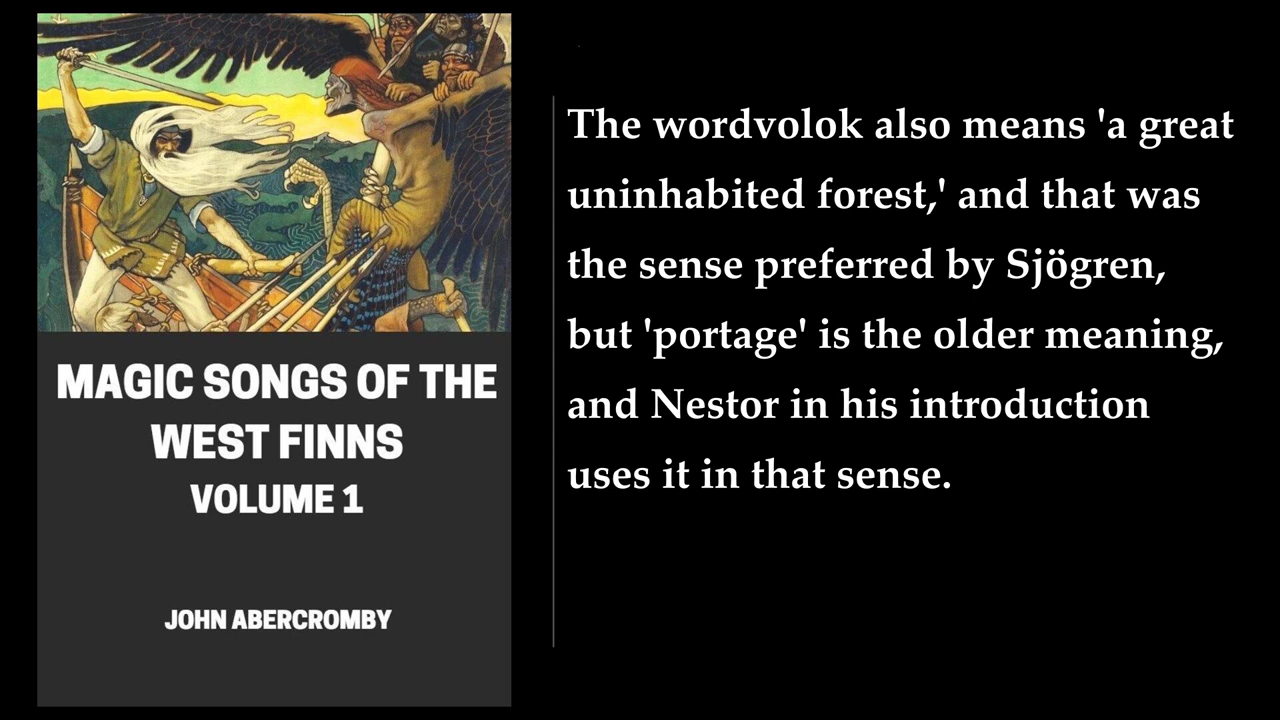 MAGIC SONGS OF THE
WEST FINNS
VOLUME 1
JOHN ABERCROMBY
The wordvolok also means 'a great
uninhabited forest,' and that was
the sense preferred by Sjögren,
but 'portage' is the older meaning,
and Nestor in his introduction
uses it in that sense.